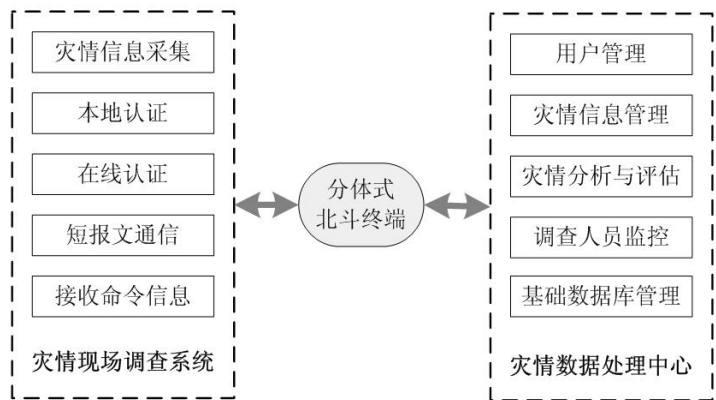 灾情信息采集
本地认证
在线认证
短报文通信
接收命令信息
灾情现场调查系统
分体式
北斗终端
用户管理
灾情信息管理
灾情分析与评估
调查人员监控
基础数据库管理
灾情数据处理中心